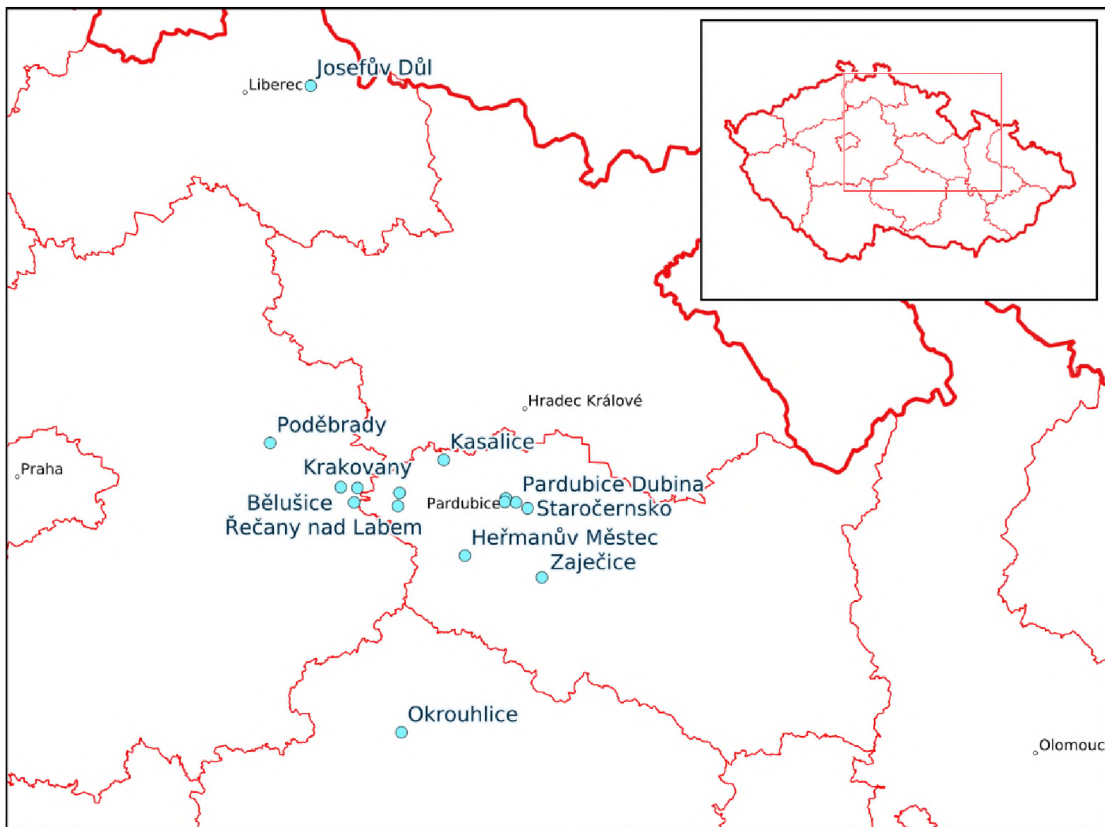 Josefův Důl
Liberec
Hradec Králové
Poděbrady
Kasalice
Praha
Krakovany
Pardubice Dubina
Bělušice
Pardubice
Staročernsko
Řečany nad Labem
Heřmanův Městec
Zaječice
Okrouhlice
Olomouc